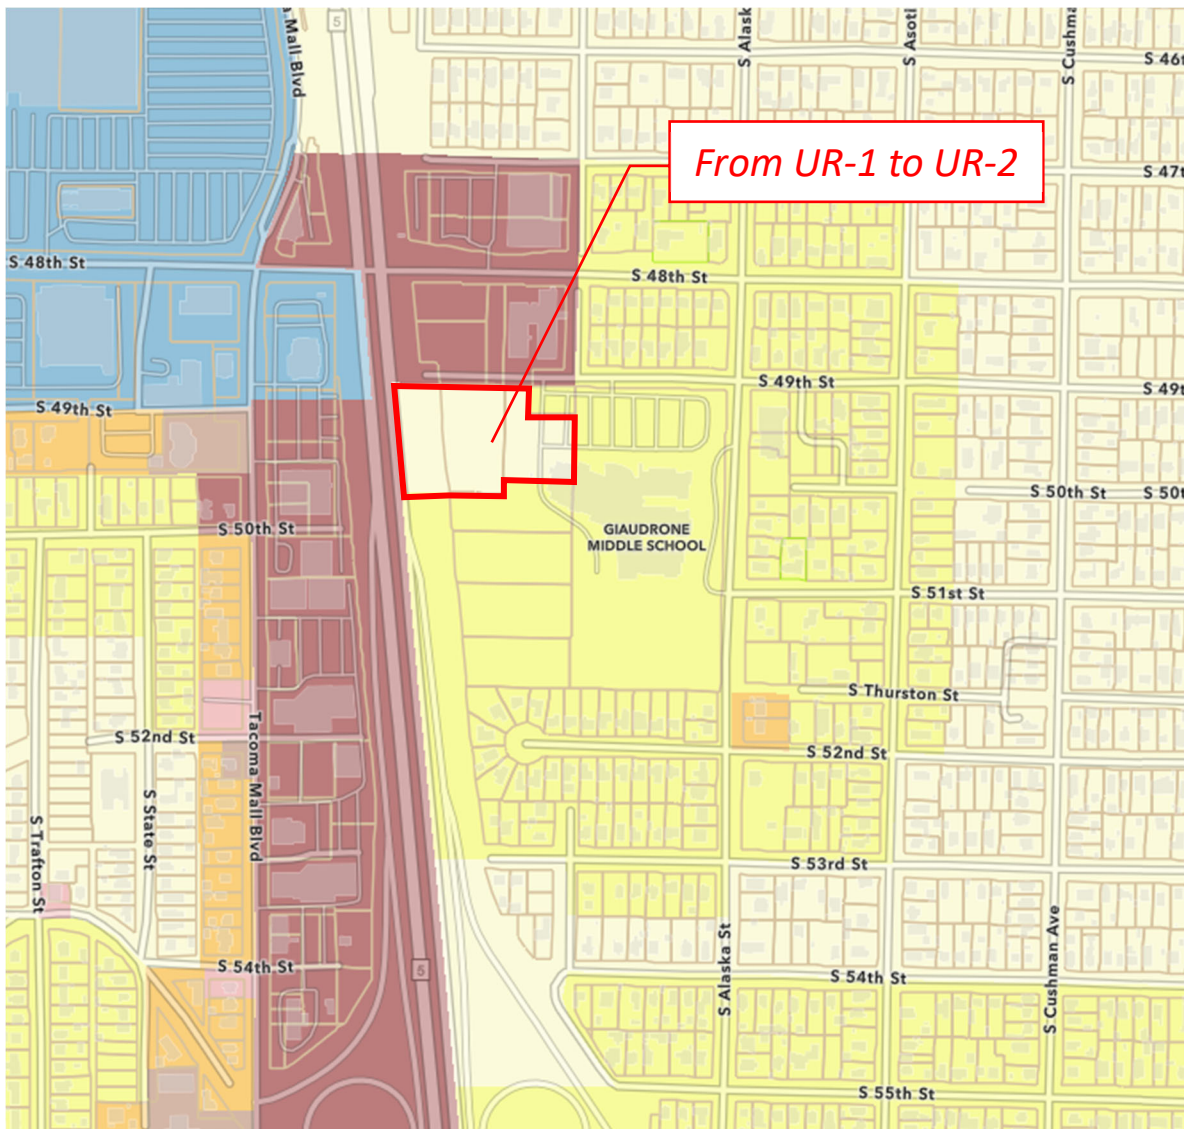 5
a Mall Blvd
S Alask
S Asoti
S Cushma
S 46t
From UR-1 to UR-2
S 47t
S 48th St
S 48th St
S 49th St
S 49t
S 49th St
S 50th St
S 50t
S 50th St
GIAUDRONE
MIDDLE SCHOOL
S 51st St
S Thurston St
S 52nd St
S 52nd St
Tacoma Mall Blvd
S State St
S Trafton St
S 53rd St
S Alaska St
S Cushman Ave
S 54th St
5
S 54th St
S 55th St